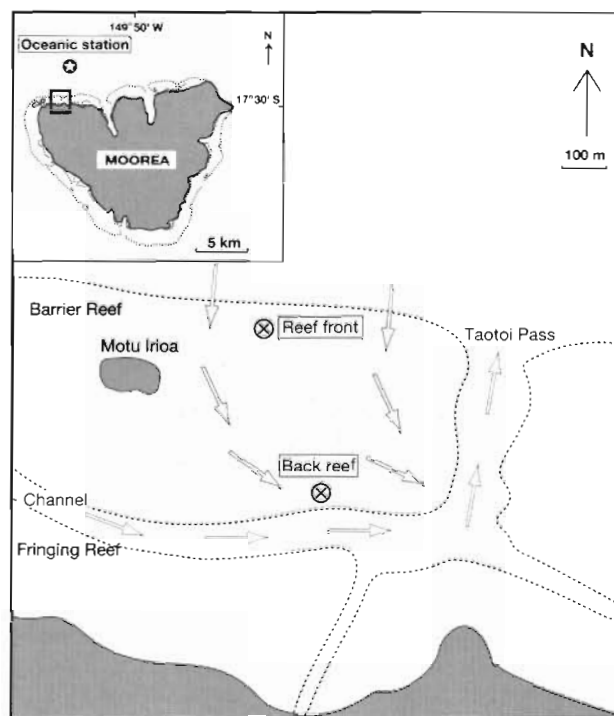 149°50' W
Oceanic station
N
17°30' S
MOOREA
5 km
N
100 m
Barrier Reef
Reef front
Taotoi Pass
Motu Irioa
Back reef
Channel
Fringing Reef